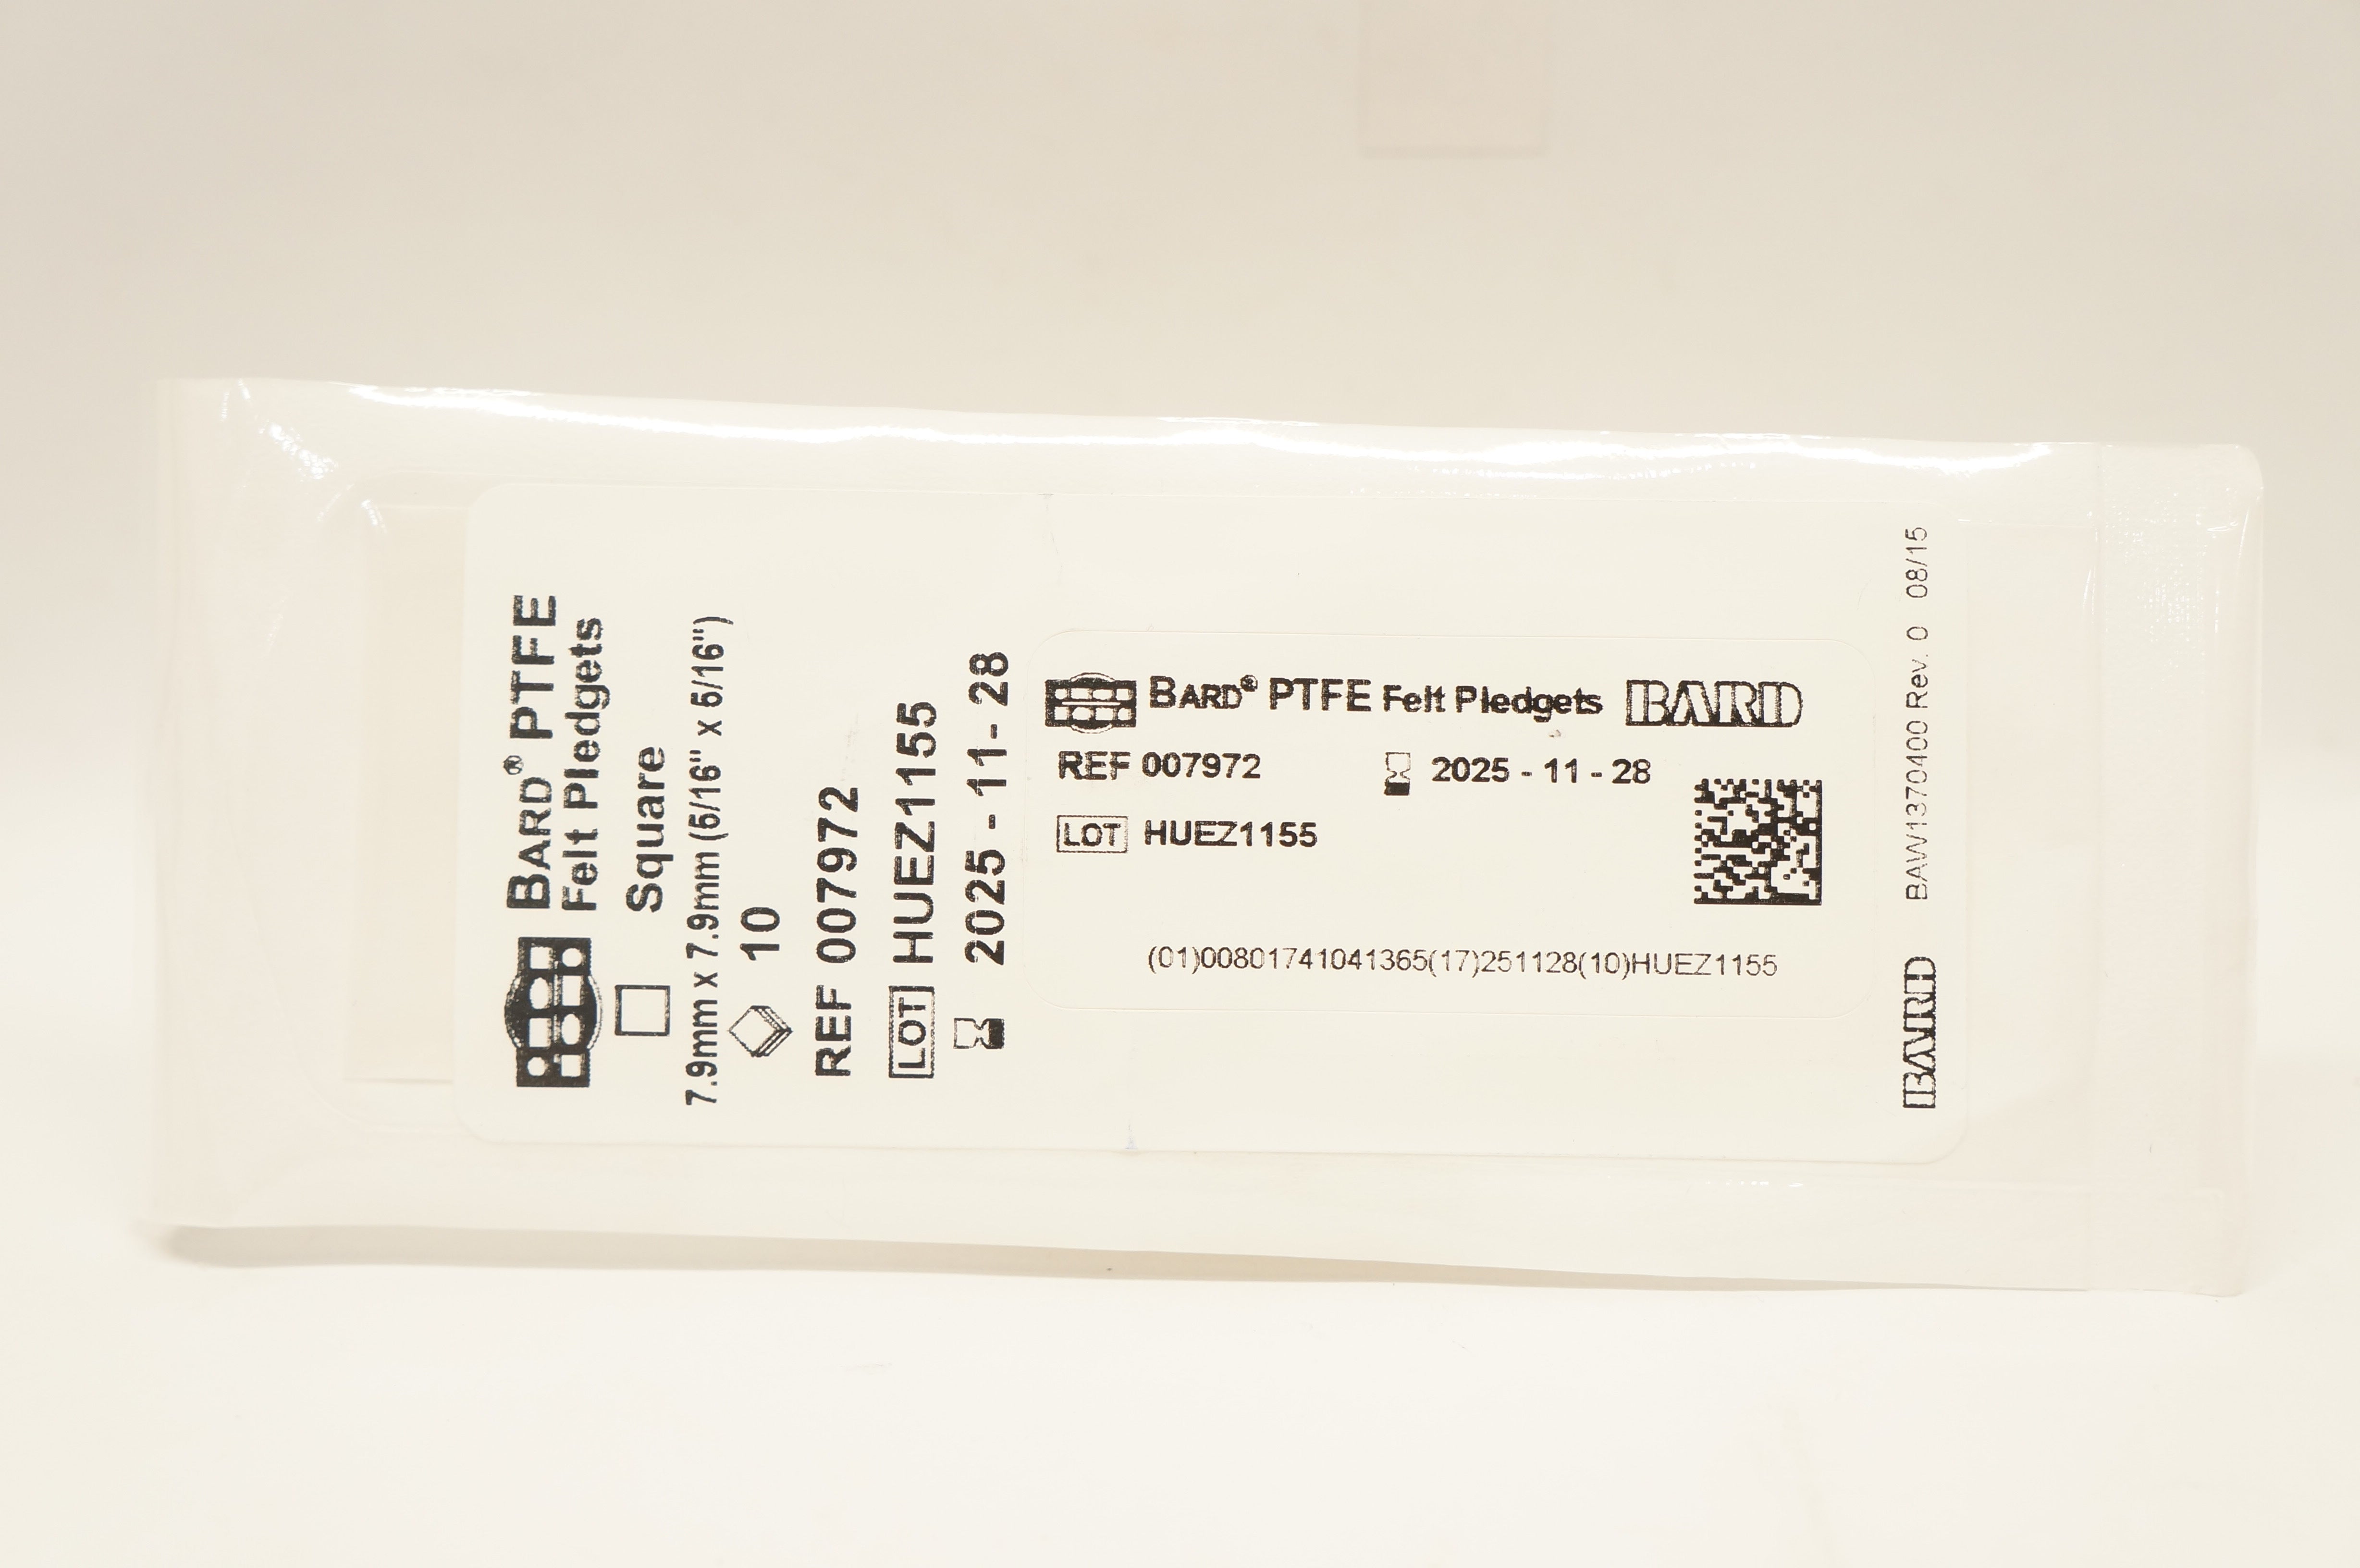 BARD® PTFE
Felt Pledgets
Square
7.9mm x 7.9mm (5/16" x 5/16")
10
REF 007972
LOT HUEZ1155
2025 - 11 - 28
BARD® PTFE Felt Pledgets BARD
REF 007972 2025 - 11 - 28
LOT HUEZ1155
(01)00801741041365(17)251128(10)HUEZ1155
BARD BAW1370400 Rev. 0 08/15